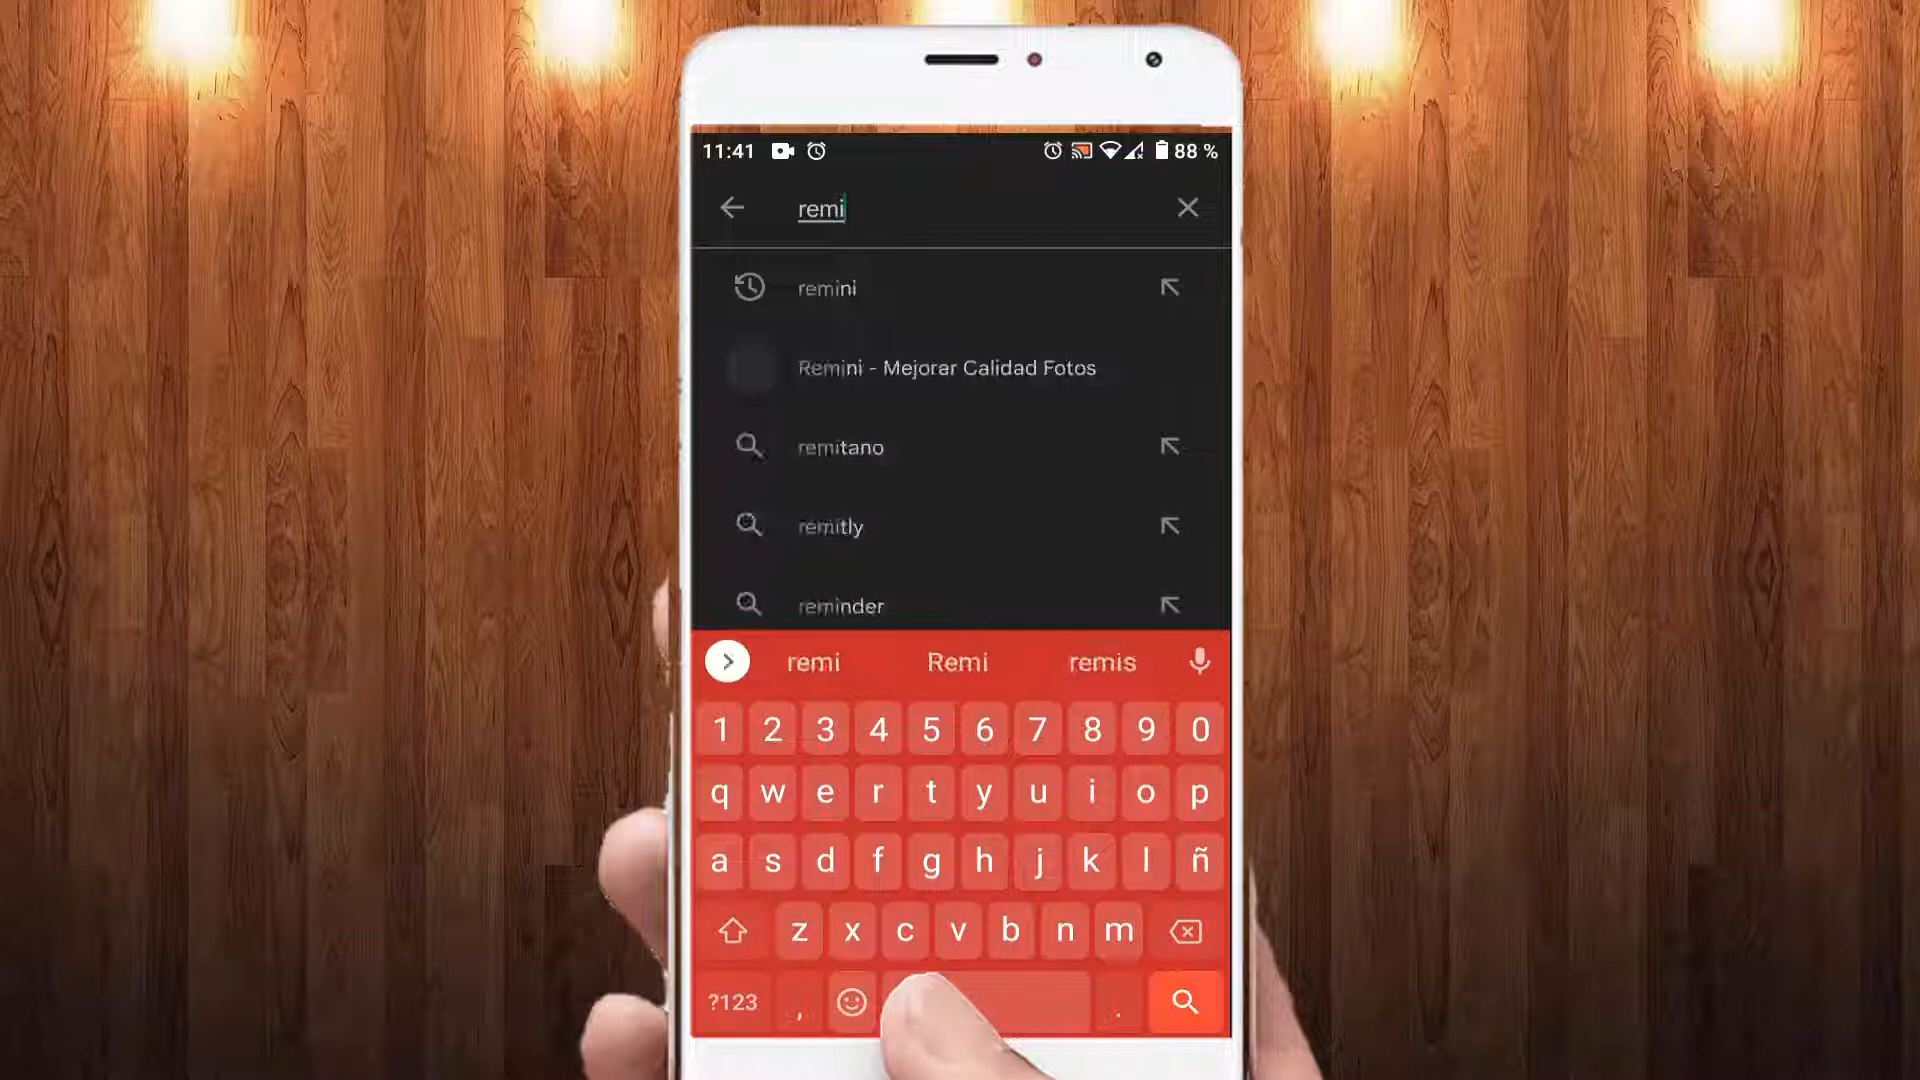 11:41 88 %
remi
remini
Remini - Mejorar Calidad Fotos
remitano
remitly
reminder
remi Remi remis
1 2 3 4 5 6 7 8 9 0
q w e r t y u i o p
a s d f g h j k l ñ
z x c v b n m
?123 , .